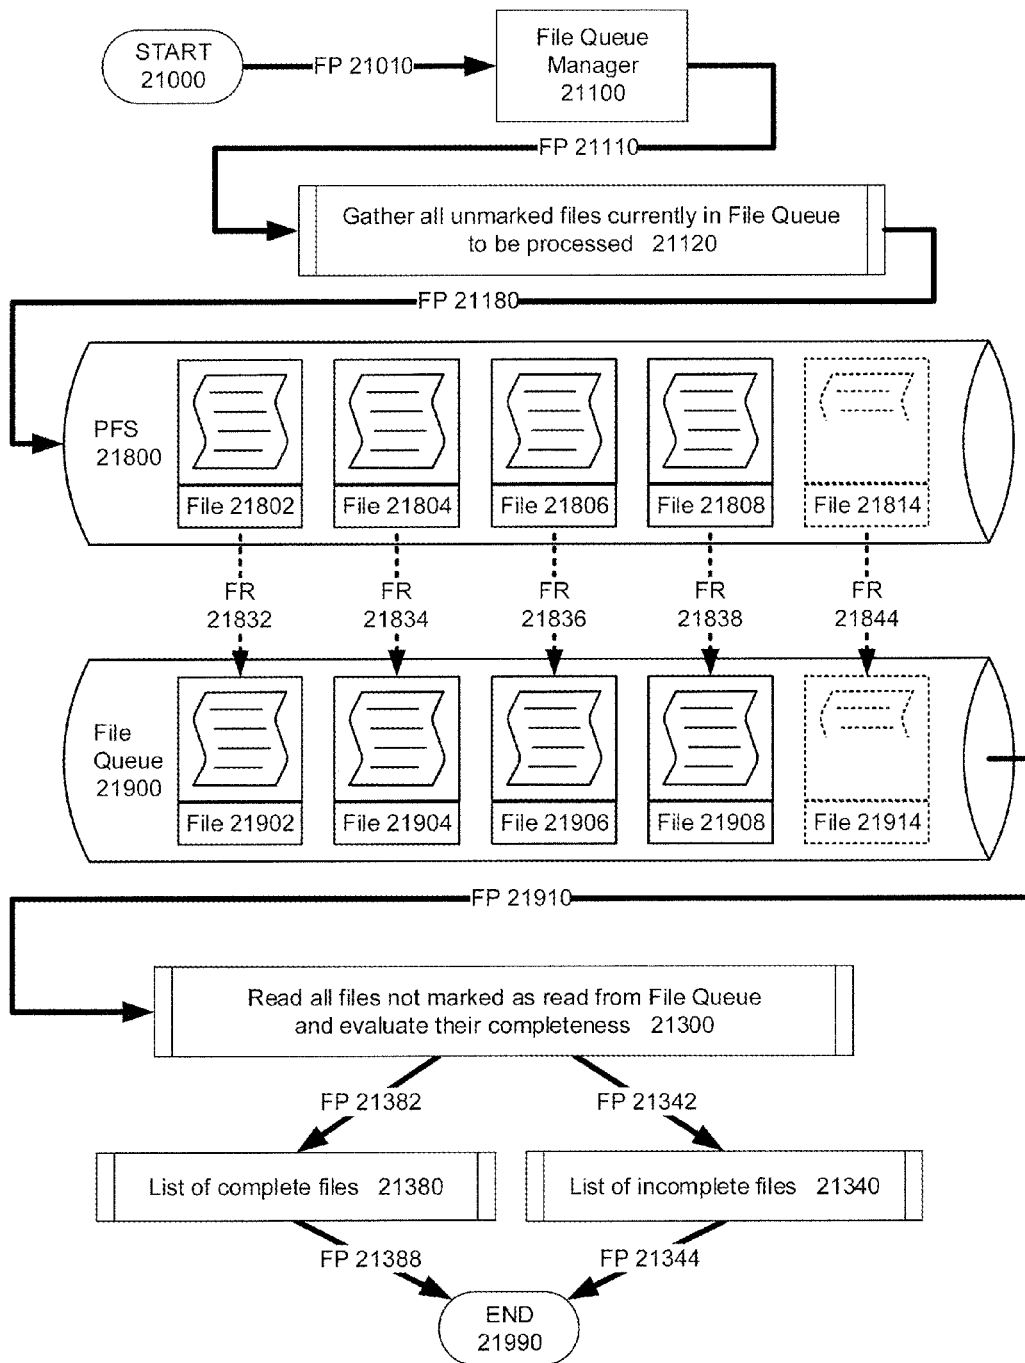 START
21000
FP 21010
File Queue
Manager
21100
FP 21110
Gather all unmarked files currently in File Queue
to be processed 21120
FP 21180
PFS
21800
File 21802
File 21804
File 21806
File 21808
File 21814
FR
21832
FR
21834
FR
21836
FR
21838
FR
21844
File
Queue
21900
File 21902
File 21904
File 21906
File 21908
File 21914
FP 21910
Read all files not marked as read from File Queue
and evaluate their completeness 21300
FP 21382
FP 21342
List of complete files 21380
List of incomplete files 21340
FP 21388
FP 21344
END
21990